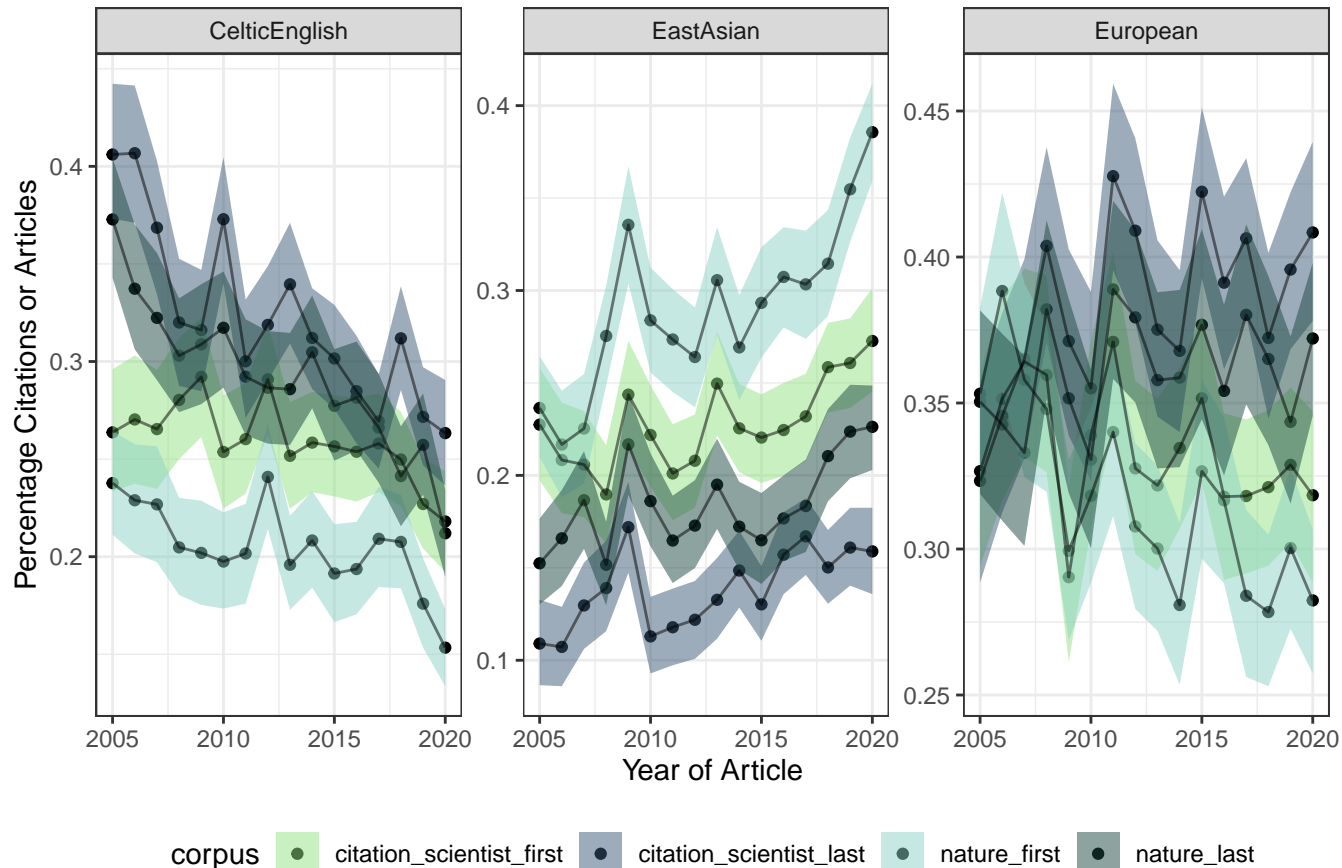 CelticEnglish EastAsian European
Percentage Citations or Articles
0.4
0.3
0.2
0.4
0.3
0.2
0.1
0.45
0.40
0.35
0.30
0.25
2005 2010 2015 2020 2005 2010 2015 2020 2005 2010 2015 2020
Year of Article
corpus citation_scientist_first citation_scientist_last nature_first nature_last